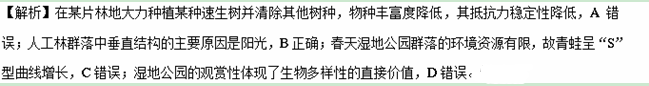 【解析】在某片林地大力种植某种速生树并清除其他树种，物种丰富度降低，其抵抗力稳定性降低，A 错
误；人工林群落中垂直结构的主要原因是阳光，B 正确；春天湿地公园群落的环境资源有限，故青蛙呈“S”
型曲线增长，C 错误；湿地公园的观赏性体现了生物多样性的直接价值，D 错误。